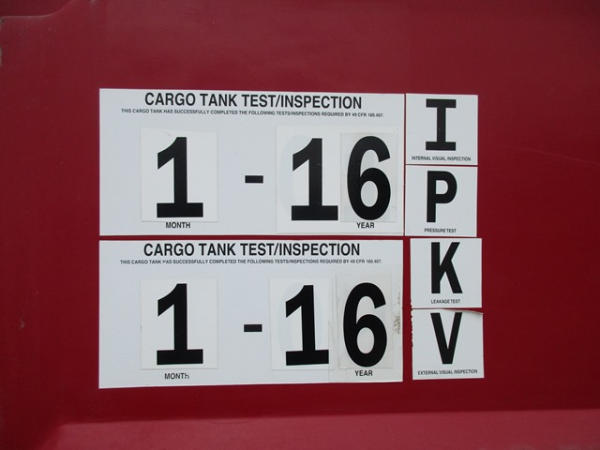 CARGO TANK TEST/INSPECTION
THIS CARGO TANK HAS SUCCESSFULLY COMPLETED THE FOLLOWING TESTS/INSPECTIONS REQUIRED BY 49 CFR 180.407.
1 - 16
MONTH YEAR
I
INTERNAL VISUAL INSPECTION
P
PRESSURE TEST
CARGO TANK TEST/INSPECTION
THIS CARGO TANK HAS SUCCESSFULLY COMPLETED THE FOLLOWING TESTS/INSPECTIONS REQUIRED BY 49 CFR 180.407.
1 - 16
MONTH YEAR
K
LEAKAGE TEST
V
EXTERNAL VISUAL INSPECTION